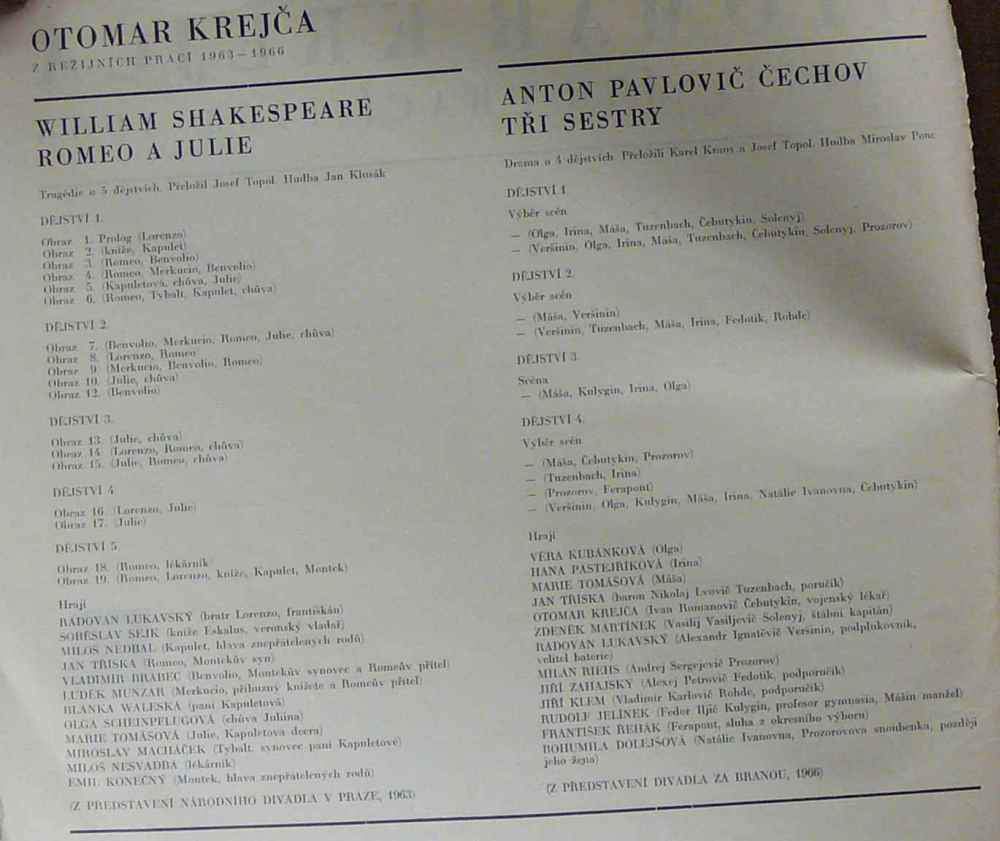 OTOMAR KREJČA
Z REŽIJNÍCH PRACÍ 1963—1966
WILLIAM SHAKESPEARE
ROMEO A JULIE
Tragédie o 5 dějstvích. Přeložil Josef Topol. Hudba Jan Klusák
DĚJSTVÍ 1.
Obraz 1. Prolog (Lorenzo)
Obraz 2. (kníže, Kapulet)
Obraz 3. (Romeo, Benvolio)
Obraz 4. (Romeo, Merkucio, Benvolio)
Obraz 5. (Kapuletová, chůva, Julie)
Obraz 6. (Romeo, Tybalt, Kapulet, chůva)
DĚJSTVÍ 2.
Obraz 7. (Benvolio, Merkucio, Romeo, Julie, chůva)
Obraz 8. (Lorenzo, Romeo)
Obraz 9. (Merkucio, Benvolio, Romeo)
Obraz 10. (Julie, chůva)
Obraz 12. (Benvolio)
DĚJSTVÍ 3.
Obraz 13. (Julie, chůva)
Obraz 14. (Lorenzo, Romeo, chůva)
Obraz 15. (Julie, Romeo, chůva)
DĚJSTVÍ 4
Obraz 16. (Lorenzo, Julie)
Obraz 17. (Julie)
DĚJSTVÍ 5.
Obraz 18. (Romeo, lékárník)
Obraz 19. (Romeo, Lorenzo, kníže, Kapulet, Montek)
Hrají
RADOVAN LUKAVSKÝ (bratr Lorenzo, františkán)
SOBĚSLAV SEJK (kníže Eskalus, veronský vladař)
MILOŠ NEDBAL (Kapulet, hlava znepřátelených rodů)
JAN TŘÍSKA (Romeo, Montekův syn)
VLADIMÍR BRABEC (Benvolio, Montekův synovec a Romeův přítel)
LUDĚK MUNZAR (Merkucio, příbuzný knížete a Romeův přítel)
BLANKA WALESKÁ (paní Kapuletová)
OLGA SCHEINPFLUGOVÁ (chůva Juliina)
MARIE TOMÁŠOVÁ (Julie, Kapuletova dcera)
MIROSLAV MACHÁČEK (Tybalt, synovec paní Kapuletové)
MILOŠ NESVADBA (lékárník)
EMIL KONEČNÝ (Montek, hlava znepřátelených rodů)
(Z PŘEDSTAVENÍ NÁRODNÍHO DIVADLA V PRAZE, 1963)
ANTON PAVLOVIČ ČECHOV
TŘI SESTRY
Drama o 4 dějstvích. Přeložili Karel Kraus a Josef Topol. Hudba Miroslav Ponc
DĚJSTVÍ 1.
Výběr scén
— (Olga, Irina, Máša, Tuzenbach, Čebutykin, Solenyj)
— (Veršinin, Olga, Irina, Máša, Tuzenbach, Čebutykin, Solenyj, Prozorov)
DĚJSTVÍ 2.
Výběr scén
— (Máša, Veršinin)
— (Veršinin, Tuzenbach, Máša, Irina, Fedotik, Rohde)
DĚJSTVÍ 3.
Scéna
— (Máša, Kulygin, Irina, Olga)
DĚJSTVÍ 4.
Výběr scén
— (Máša, Čebutykin, Prozorov)
— (Tuzenbach, Irina)
— (Prozorov, Ferapont)
— (Veršinin, Olga, Kulygin, Máša, Irina, Natálie Ivanovna, Čebutykin)
Hrají
VĚRA KUBÁNKOVÁ (Olga)
HANA PASTEJŘÍKOVÁ (Irina)
MARIE TOMÁŠOVÁ (Máša)
JAN TŘÍSKA (baron Nikolaj Lvovič Tuzenbach, poručík)
OTOMAR KREJČA (Ivan Romanovič Čebutykin, vojenský lékař)
ZDENĚK MARTÍNEK (Vasilij Vasiljevič Solenyj, štábní kapitán)
RADOVAN LUKAVSKÝ (Alexandr Ignatěvič Veršinin, podplukovník,
velitel baterie)
MILAN RIEHS (Andrej Sergejevič Prozorov)
JIŘÍ ZAHAJSKÝ (Alexej Petrovič Fedotik, podporučík)
JIŘÍ KLEM (Vladimir Karlovič Rohde, podporučík)
RUDOLF JELÍNEK (Fedor Iljič Kulygin, profesor gymnasia, Mášin manžel)
FRANTIŠEK ŘEHÁK (Ferapont, sluha z okresního výboru)
BOHUMILA DOLEJŠOVÁ (Natálie Ivanovna, Prozorovova snoubenka, později
jeho žena)
(Z PŘEDSTAVENÍ DIVADLA ZA BRANOU, 1966)